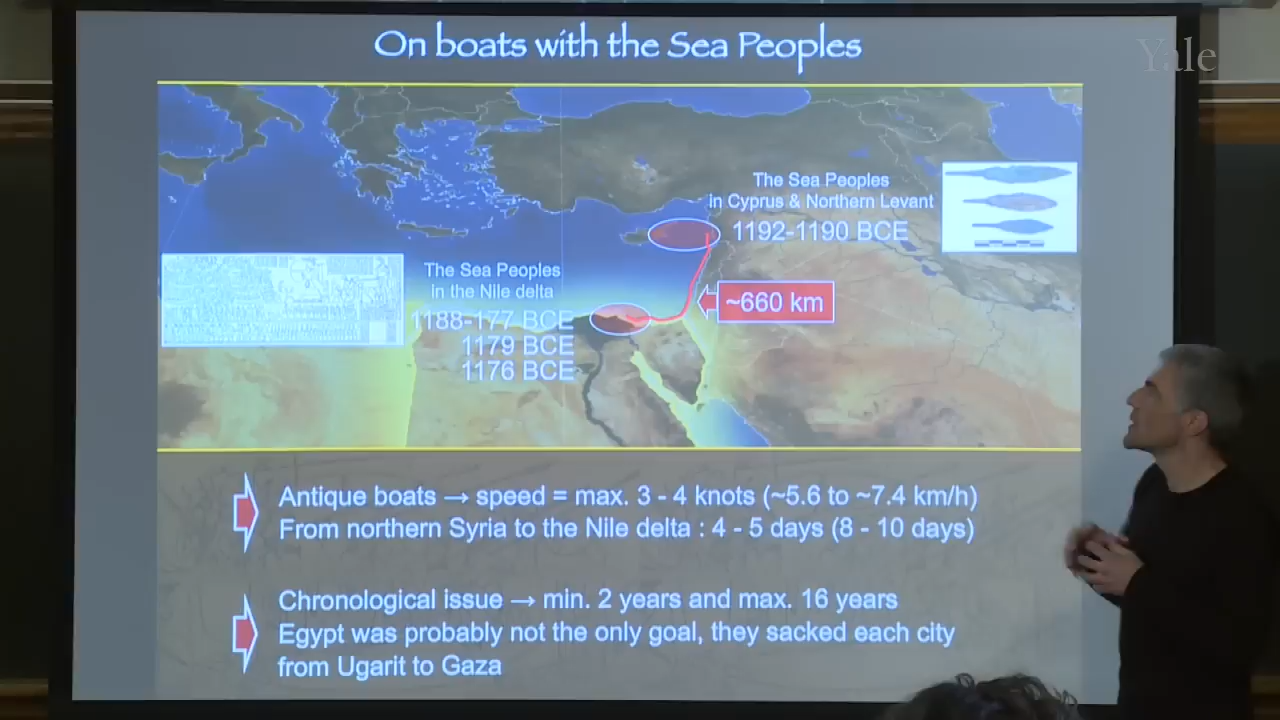 On boats with the Sea Peoples
Yale
The Sea Peoples
in Cyprus & Northern Levant
1192-1190 BCE
The Sea Peoples
in the Nile delta
1188-177 BCE
1179 BCE
1176 BCE
~660 km
Antique boats → speed = max. 3 - 4 knots (~5.6 to ~7.4 km/h)
From northern Syria to the Nile delta : 4 - 5 days (8 - 10 days)
Chronological issue → min. 2 years and max. 16 years
Egypt was probably not the only goal, they sacked each city
from Ugarit to Gaza